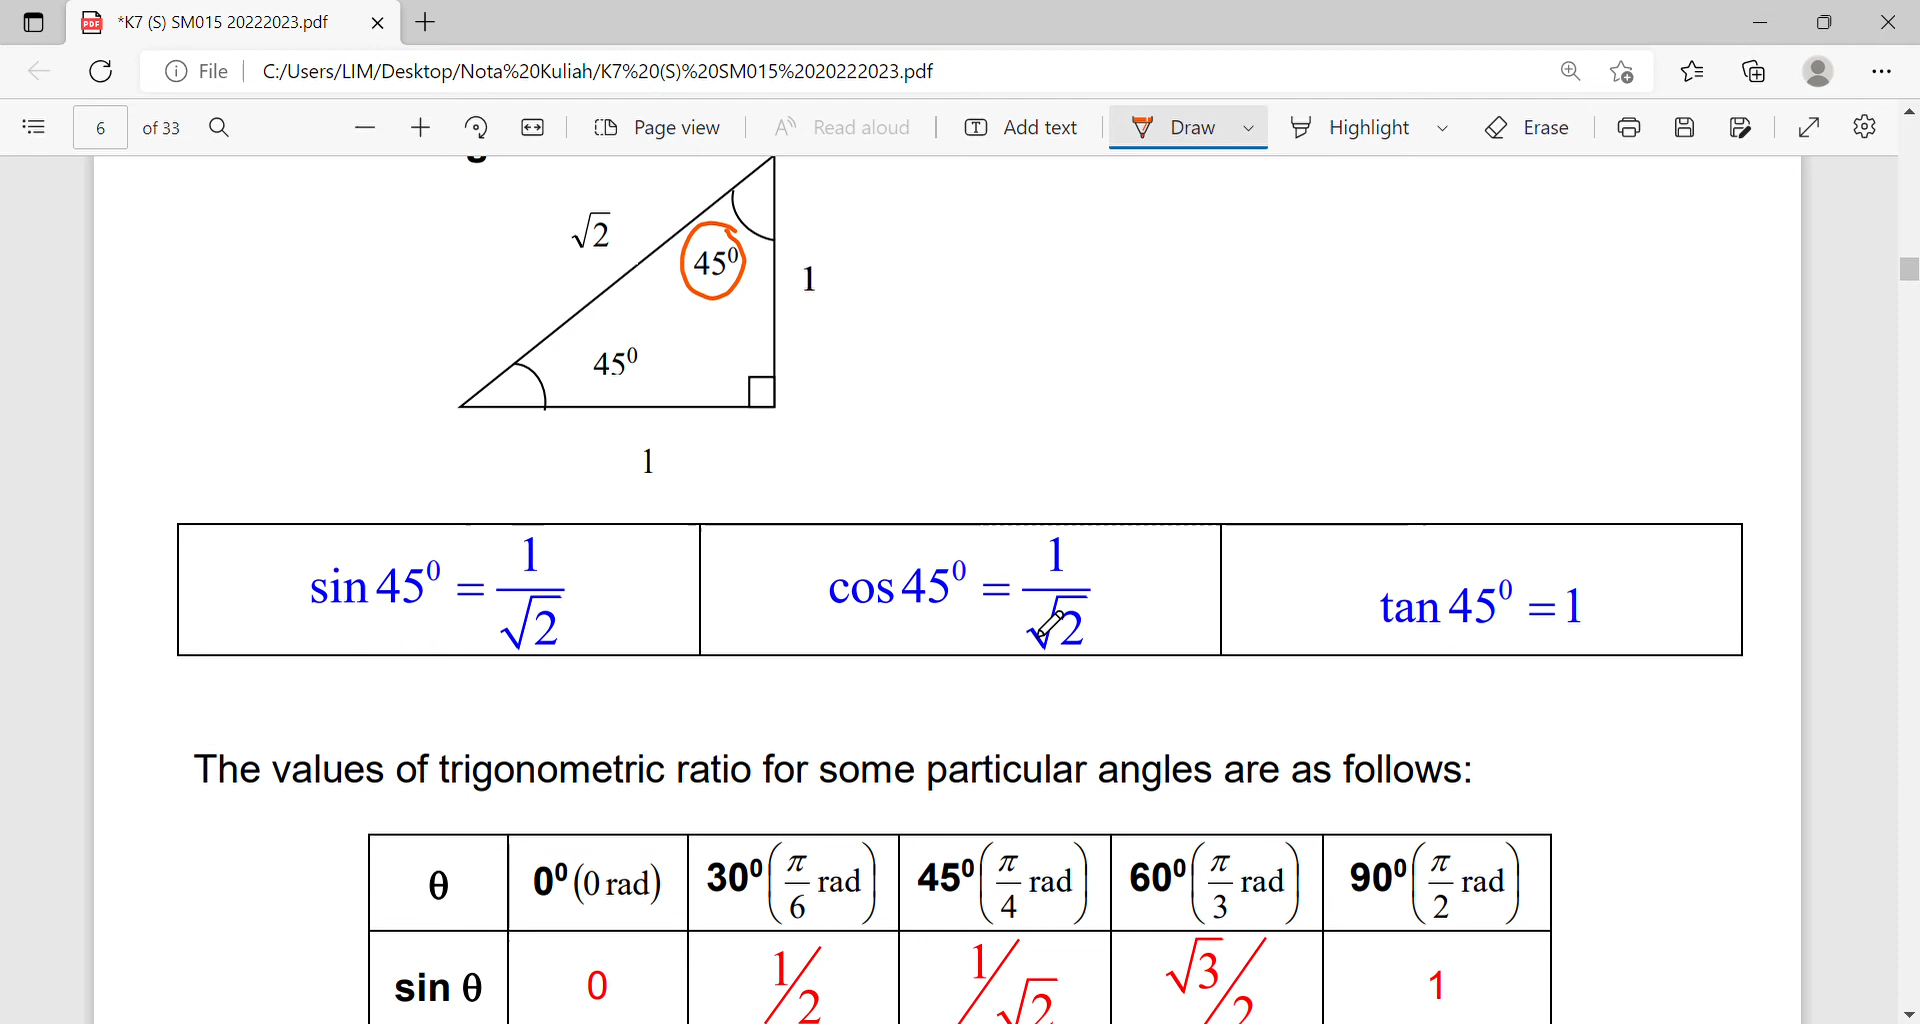 *K7 (S) SM015 20222023.pdf
File C:/Users/LIM/Desktop/Nota%20Kuliah/K7%20(S)%20SM015%2020222023.pdf
6 of 33 Page view Read aloud Add text Draw Highlight Erase
√2
45⁰
1
45⁰
1
sin 45⁰ = 1/√2 cos 45⁰ = 1/√2 tan 45⁰ = 1
The values of trigonometric ratio for some particular angles are as follows:
θ 0⁰ (0 rad) 30⁰ (π/6 rad) 45⁰ (π/4 rad) 60⁰ (π/3 rad) 90⁰ (π/2 rad)
sin θ 0 1/2 1/√2 √3/2 1